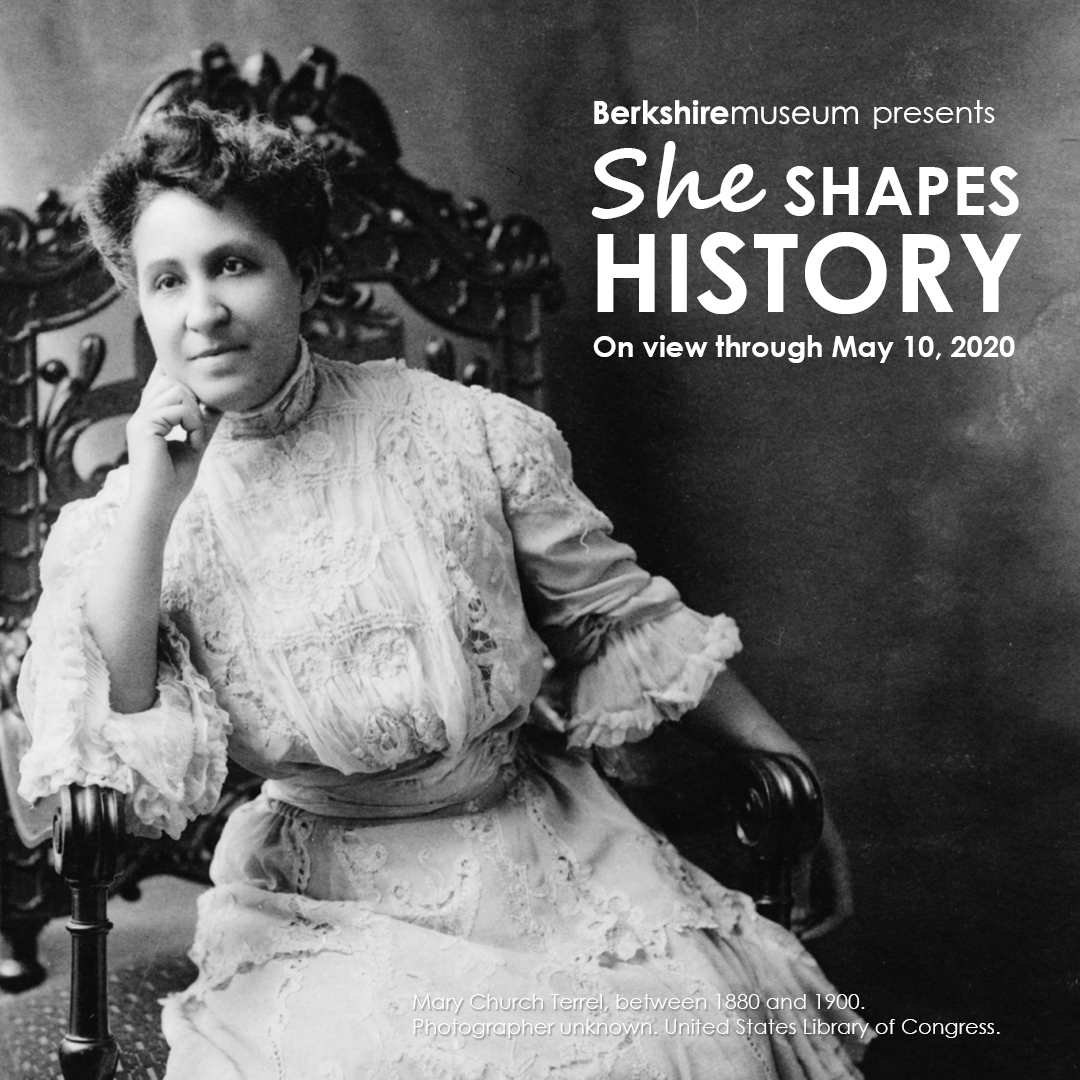 Berkshiremuseum presents
She SHAPES
HISTORY
On view through May 10, 2020
Mary Church Terrel, between 1880 and 1900.
Photographer unknown. United States Library of Congress.